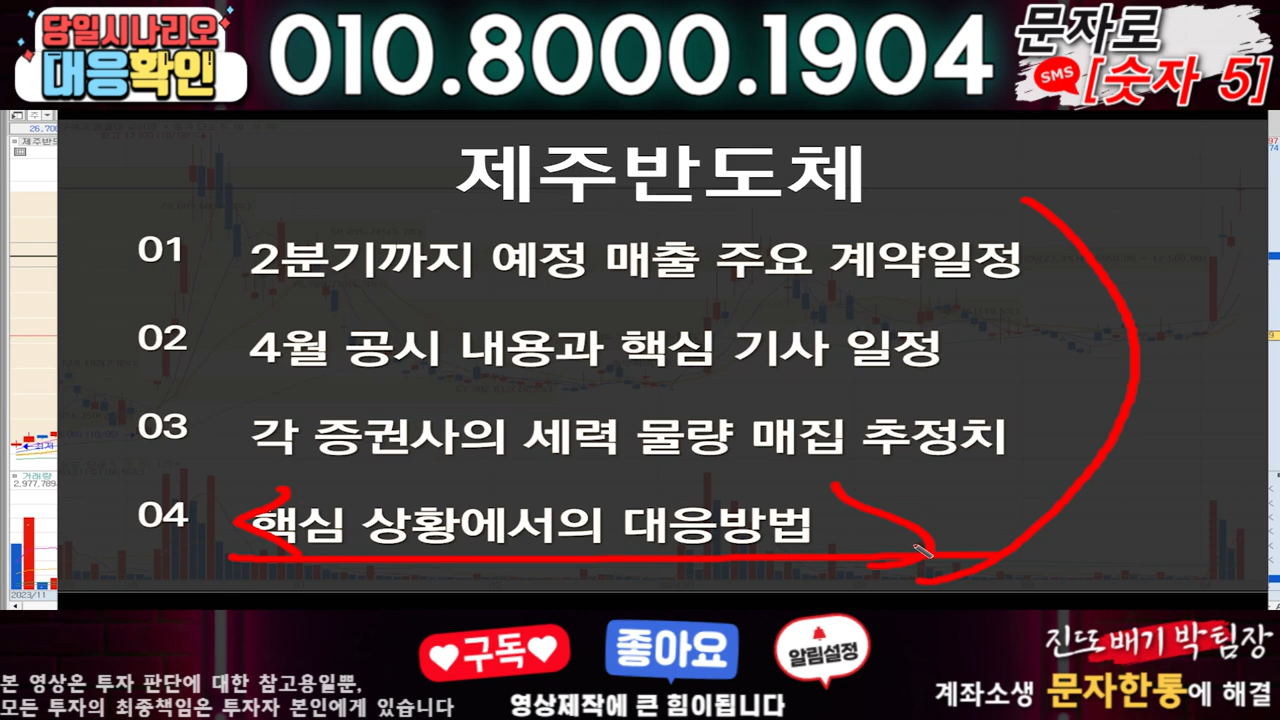 당일시나리오
대응확인
010.8000.1904
문자로
SMS
[숫자 5]
제주반도체
01 2분기까지 예정 매출 주요 계약일정
02 4월 공시 내용과 핵심 기사 일정
03 각 증권사의 세력 물량 매집 추정치
04 핵심 상황에서의 대응방법
거래량
2023/11
구독
좋아요
알림설정
영상제작에 큰 힘이됩니다
본 영상은 투자 판단에 대한 참고용일뿐,
모든 투자의 최종책임은 투자자 본인에게 있습니다
진또배기 박팀장
계좌소생 문자한통에 해결